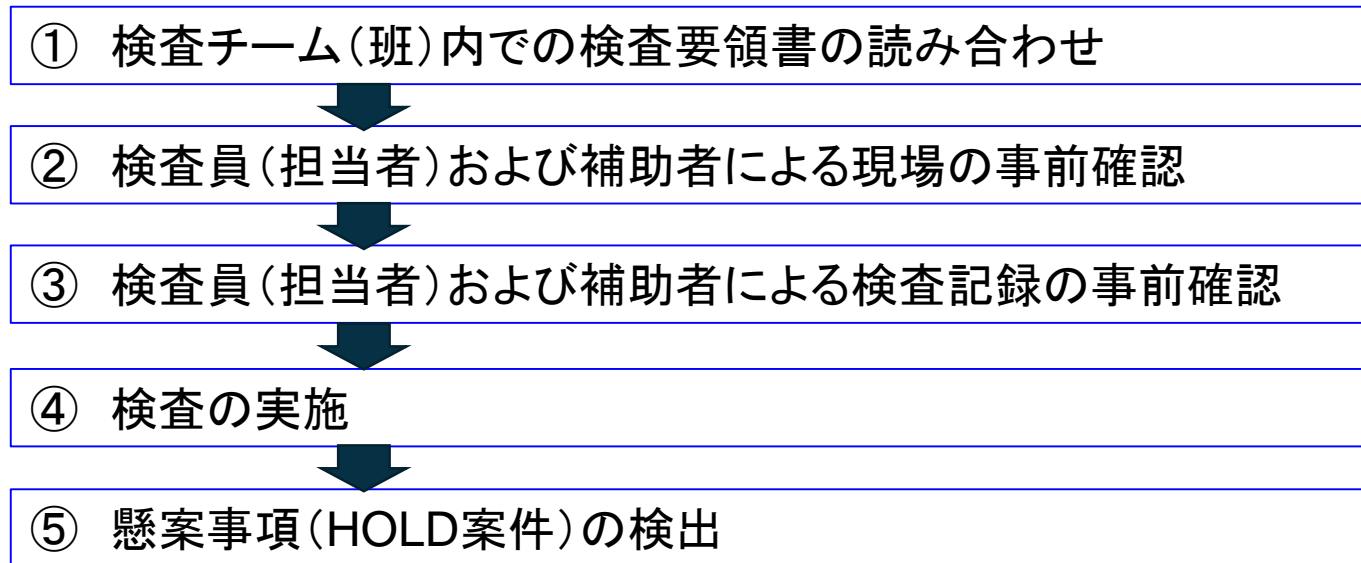 ① 検査チーム(班)内での検査要領書の読み合わせ
② 検査員(担当者)および補助者による現場の事前確認
③ 検査員(担当者)および補助者による検査記録の事前確認
④ 検査の実施
⑤ 懸案事項(HOLD案件)の検出